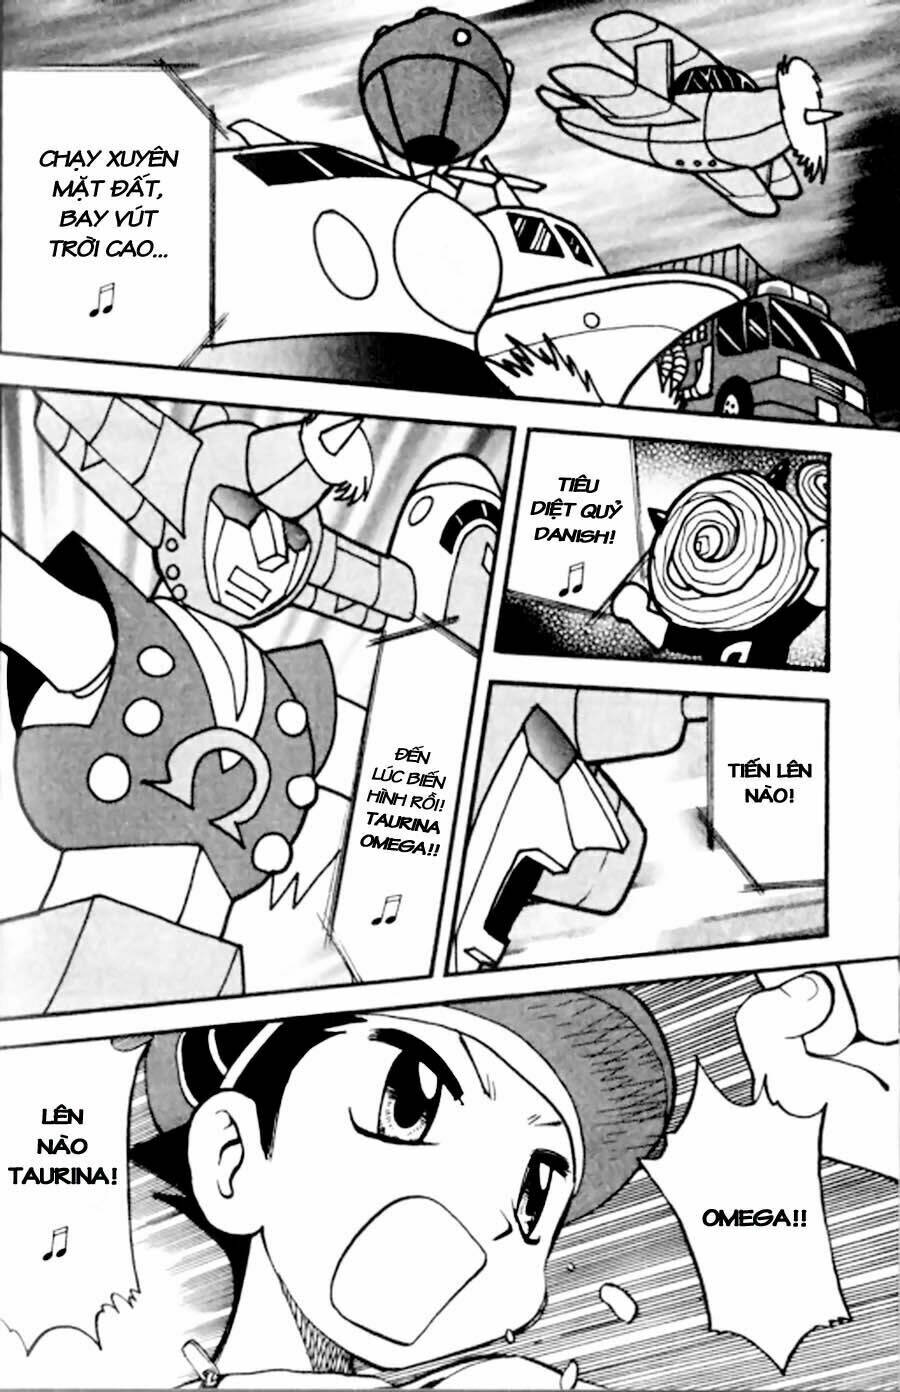 CHẠY XUYÊN
MẶT ĐẤT,
BAY VÚT
TRỜI CAO...
TIÊU
DIỆT QUỶ
DANISH!
ĐẾN
LÚC BIẾN
HÌNH RỒI!
TAURINA
OMEGA!!
TIẾN LÊN
NÀO!
LÊN
NÀO
TAURINA!
OMEGA!!